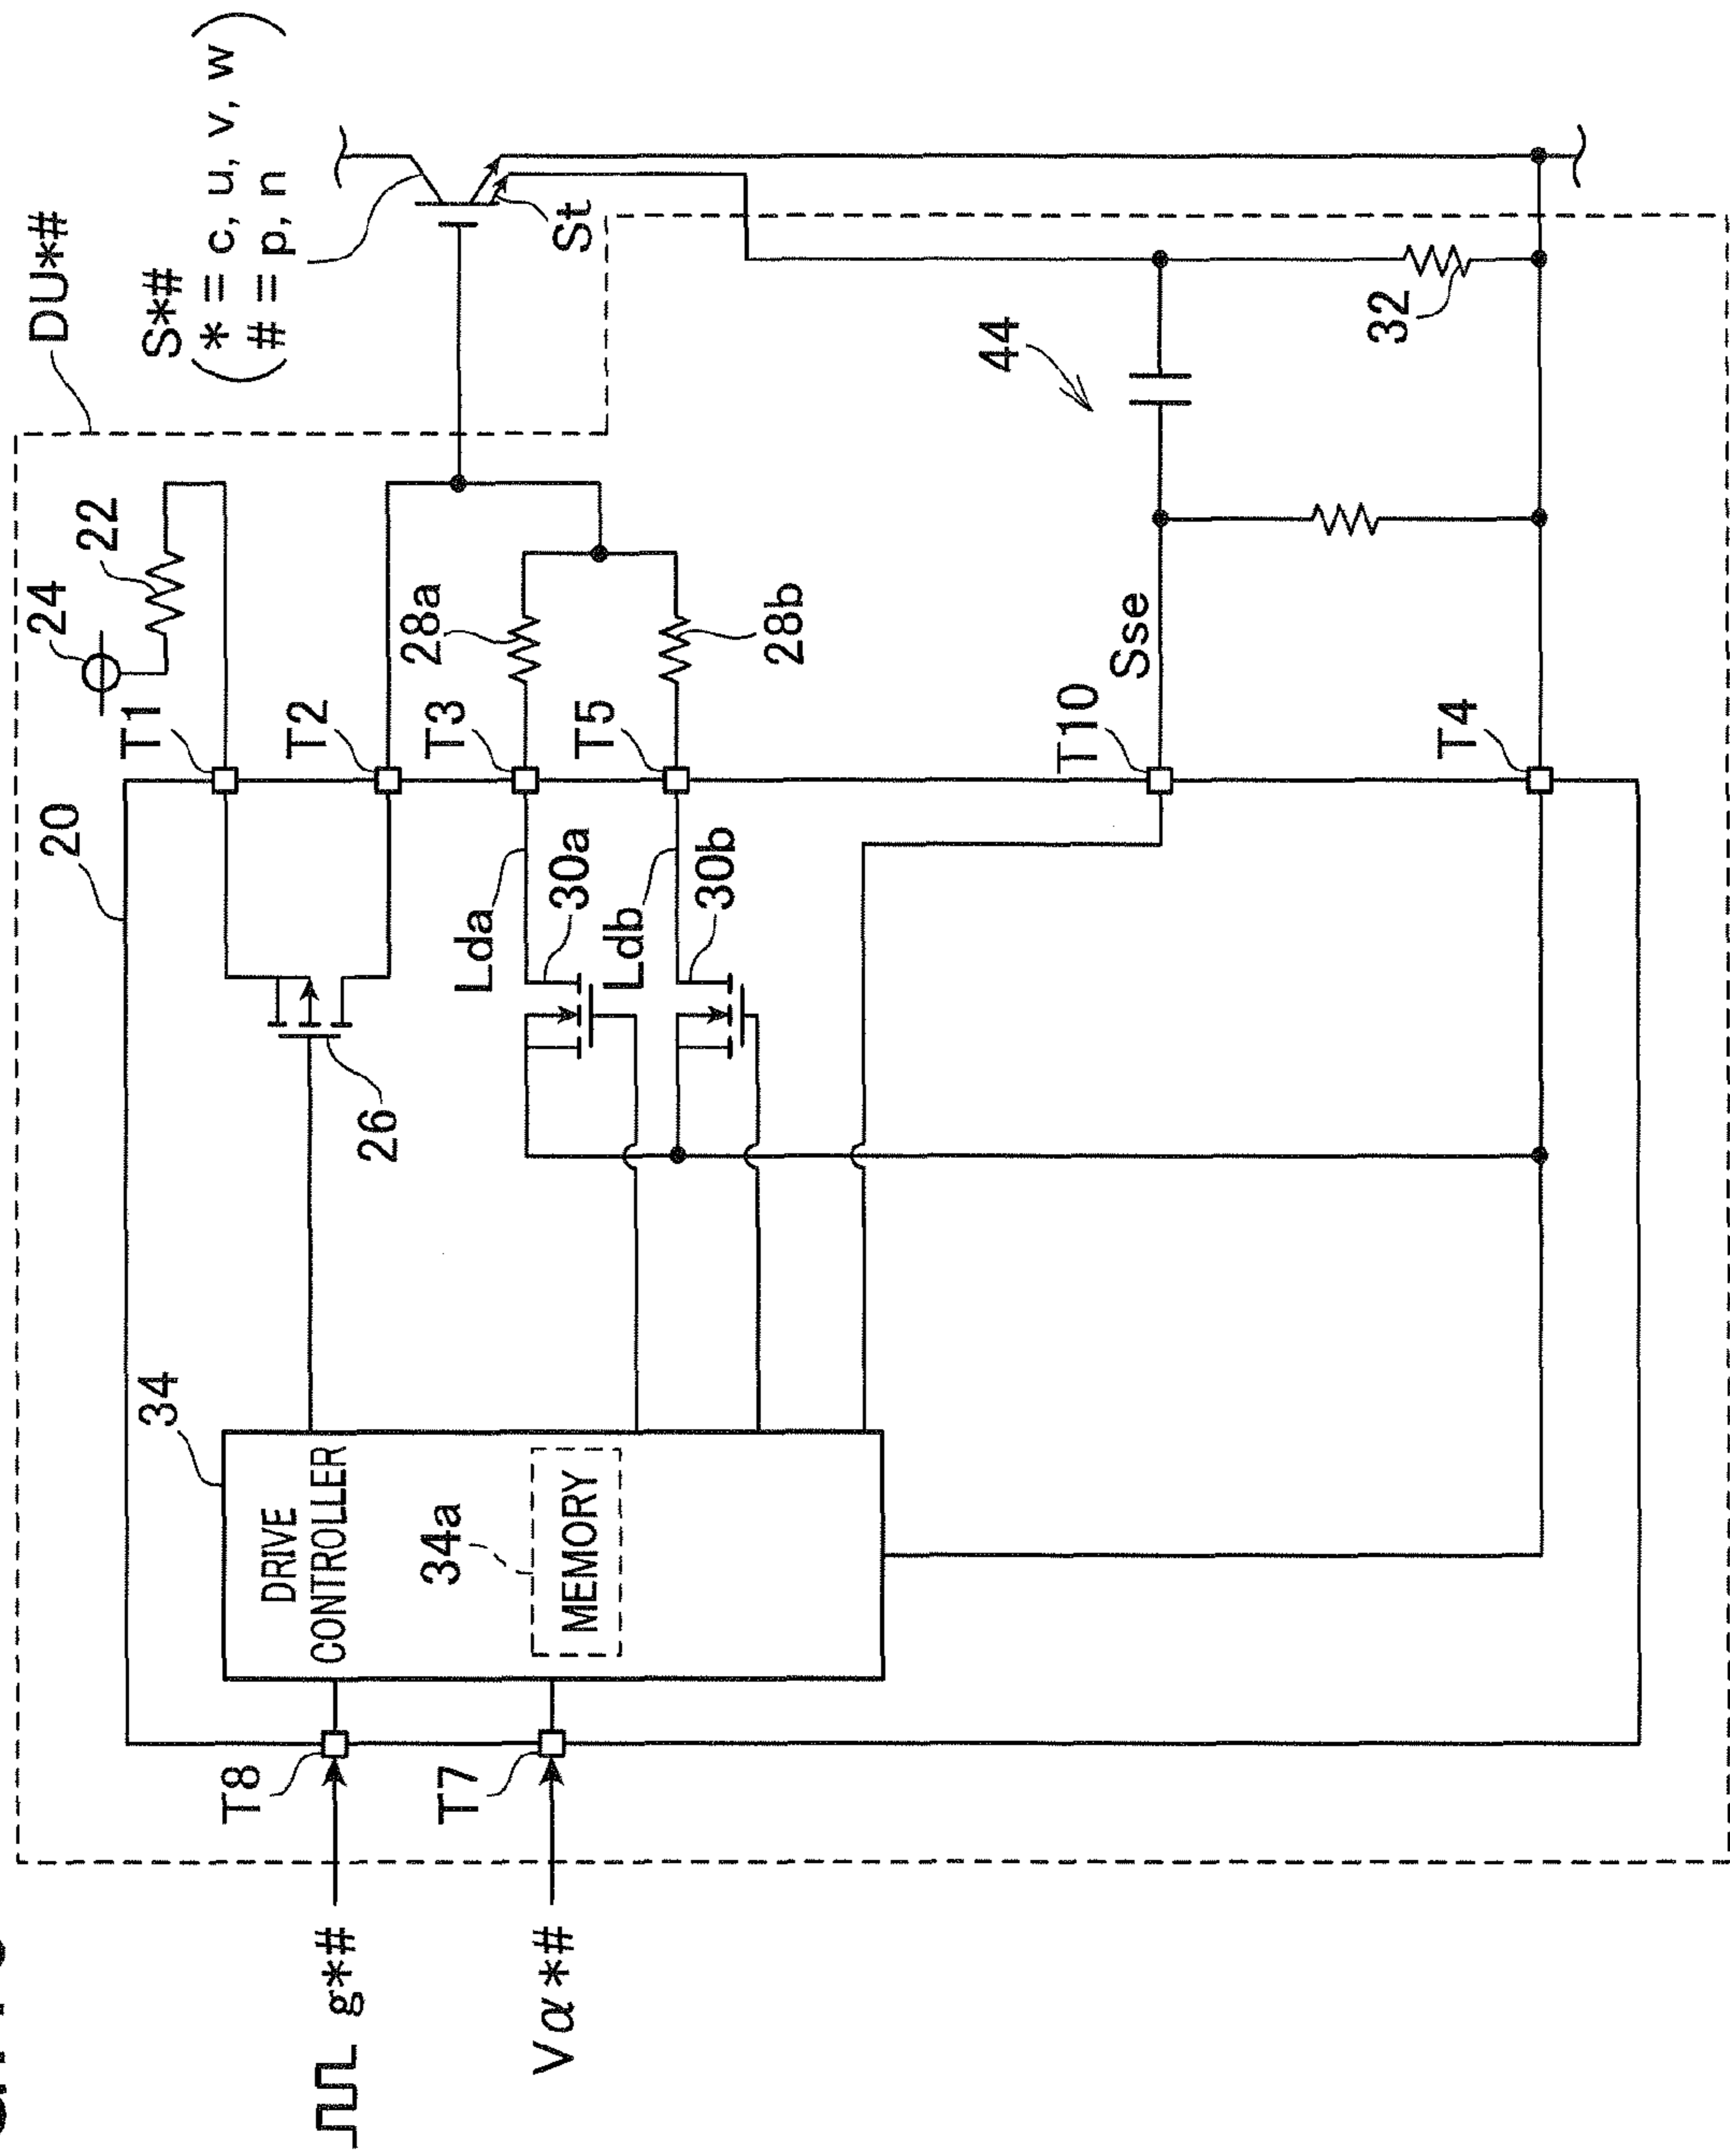 DU*#
S*#
(* = c, u, v, w
# = p, n)
24
22
20
T1
T2
T3
T5
T10
T4
28a
28b
Sse
44
32
St
Lda
30a
Ldb
30b
26
34
DRIVE
CONTROLLER
34a
MEMORY
T8
T7
g*#
Vα*#